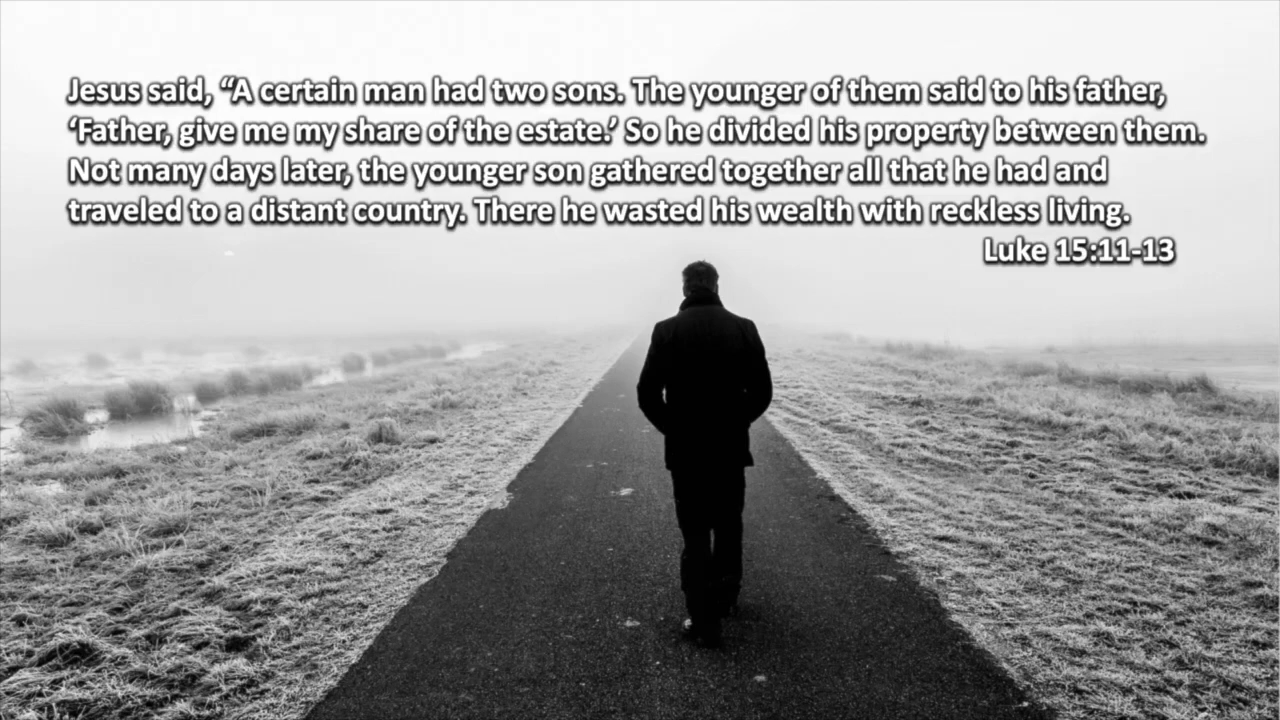 Jesus said, “A certain man had two sons. The younger of them said to his father,
‘Father, give me my share of the estate.’ So he divided his property between them.
Not many days later, the younger son gathered together all that he had and
traveled to a distant country. There he wasted his wealth with reckless living.
Luke 15:11-13